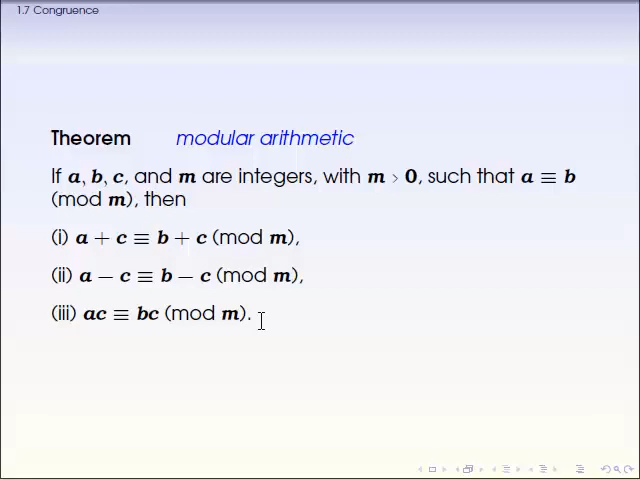 1.7 Congruence
Theorem modular arithmetic
If a, b, c, and m are integers, with m > 0, such that a ≡ b
(mod m), then
(i) a + c ≡ b + c (mod m),
(ii) a − c ≡ b − c (mod m),
(iii) ac ≡ bc (mod m).